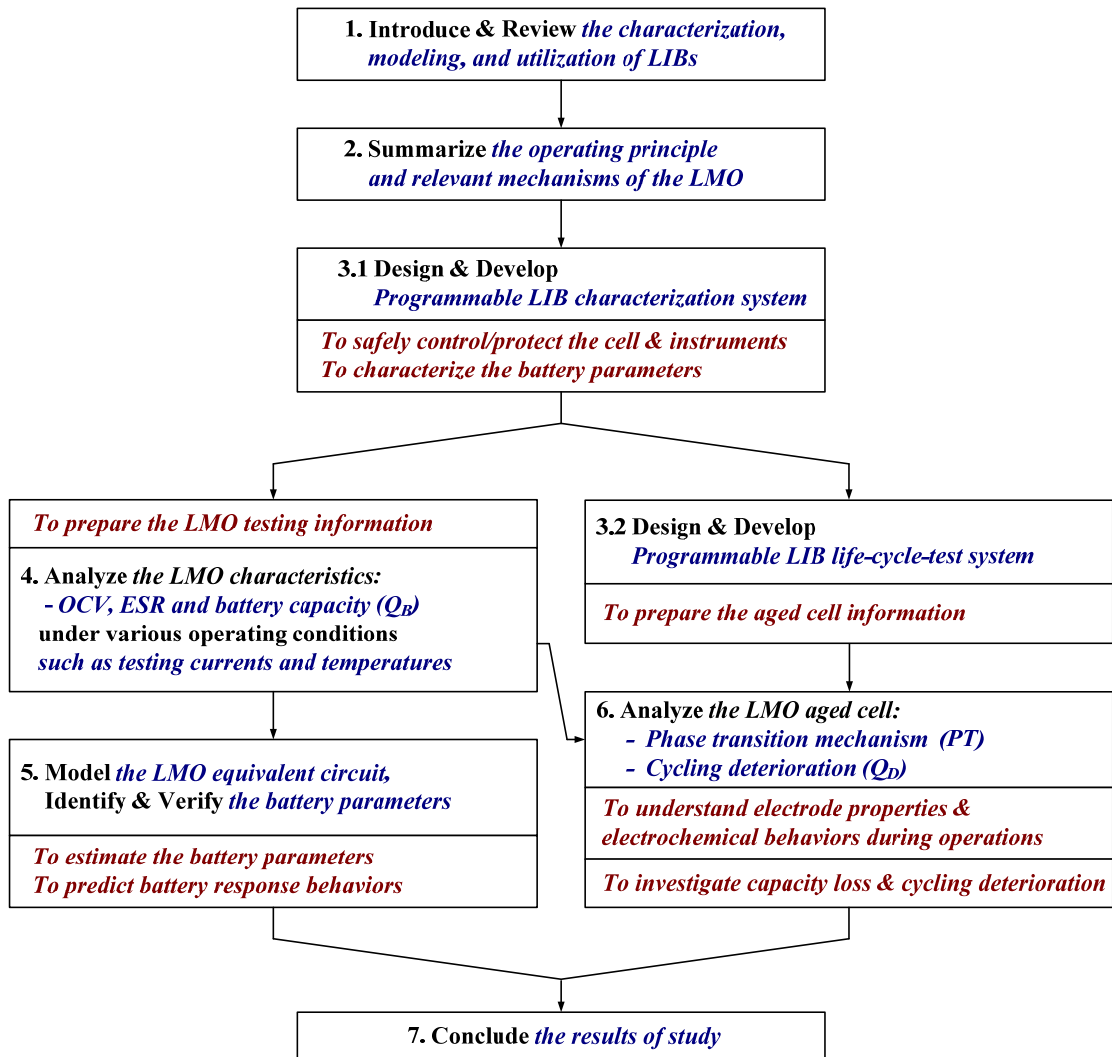 1. Introduce & Review the characterization,
modeling, and utilization of LIBs
2. Summarize the operating principle
and relevant mechanisms of the LMO
3.1 Design & Develop
Programmable LIB characterization system
To safely control/protect the cell & instruments
To characterize the battery parameters
To prepare the LMO testing information
4. Analyze the LMO characteristics:
- OCV, ESR and battery capacity (QB)
under various operating conditions
such as testing currents and temperatures
3.2 Design & Develop
Programmable LIB life-cycle-test system
To prepare the aged cell information
5. Model the LMO equivalent circuit,
Identify & Verify the battery parameters
To estimate the battery parameters
To predict battery response behaviors
6. Analyze the LMO aged cell:
- Phase transition mechanism (PT)
- Cycling deterioration (QD)
To understand electrode properties &
electrochemical behaviors during operations
To investigate capacity loss & cycling deterioration
7. Conclude the results of study